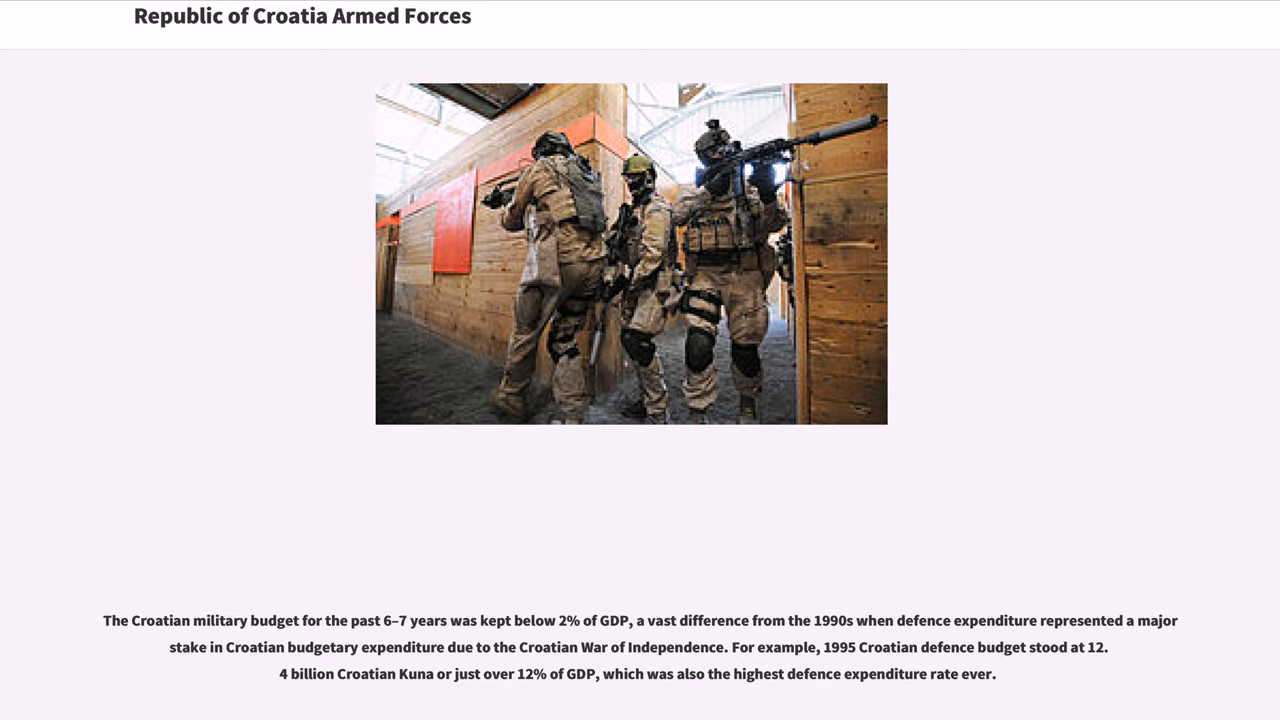 Republic of Croatia Armed Forces
The Croatian military budget for the past 6–7 years was kept below 2% of GDP, a vast difference from the 1990s when defence expenditure represented a major
stake in Croatian budgetary expenditure due to the Croatian War of Independence. For example, 1995 Croatian defence budget stood at 12.
4 billion Croatian Kuna or just over 12% of GDP, which was also the highest defence expenditure rate ever.